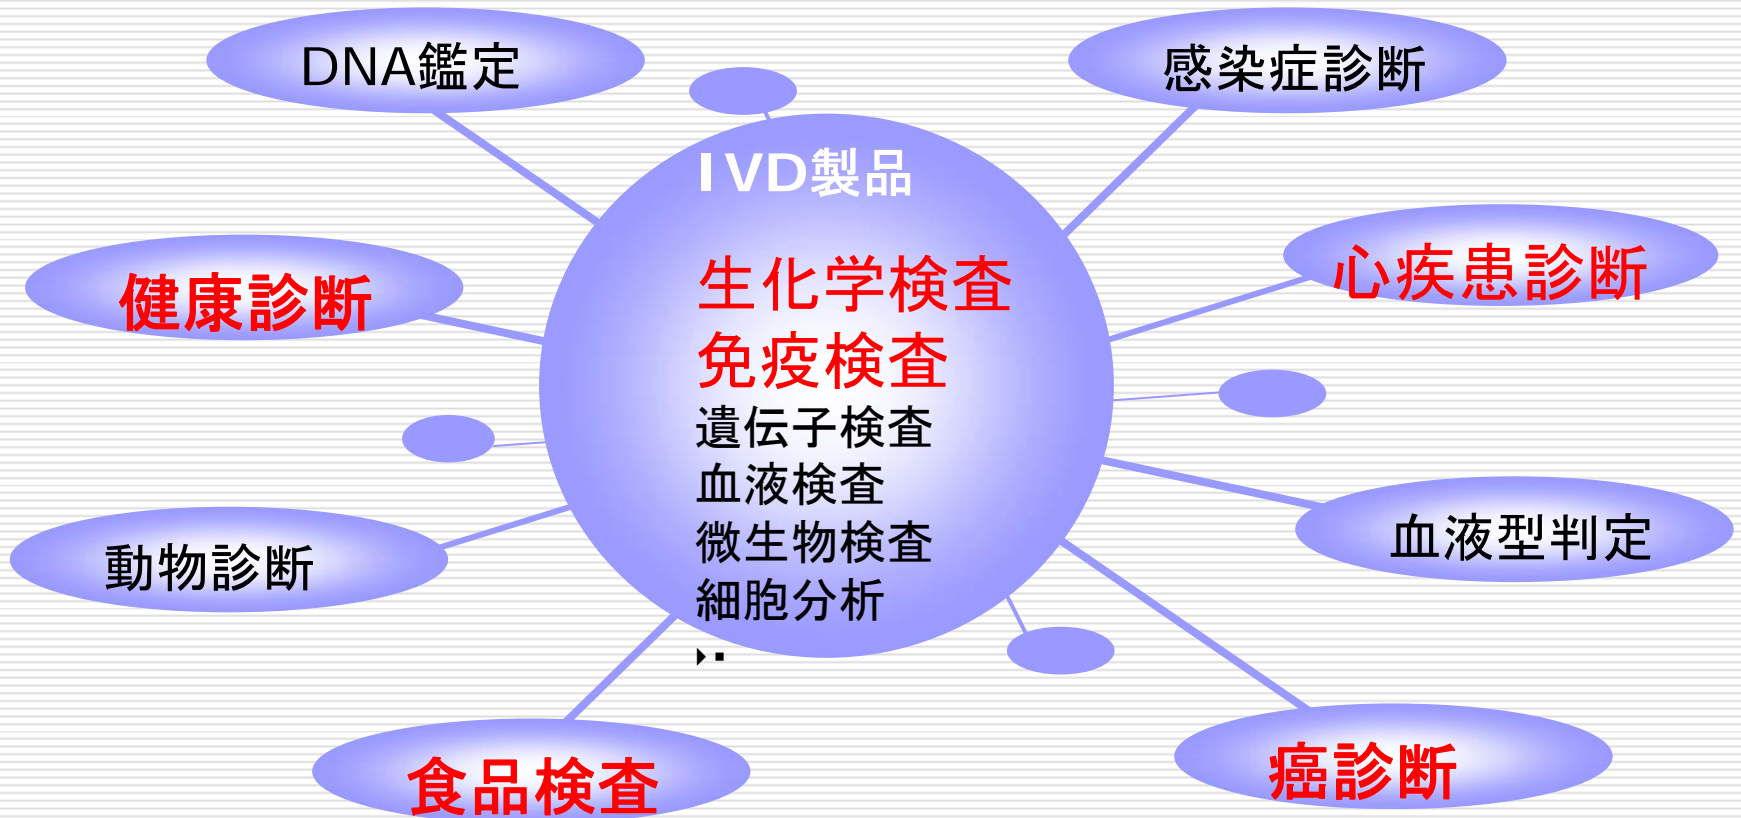 DNA鑑定
感染症診断
IVD製品
生化学検査
免疫検査
遺伝子検査
血液検査
微生物検査
細胞分析
健康診断
心疾患診断
動物診断
血液型判定
食品検査
癌診断